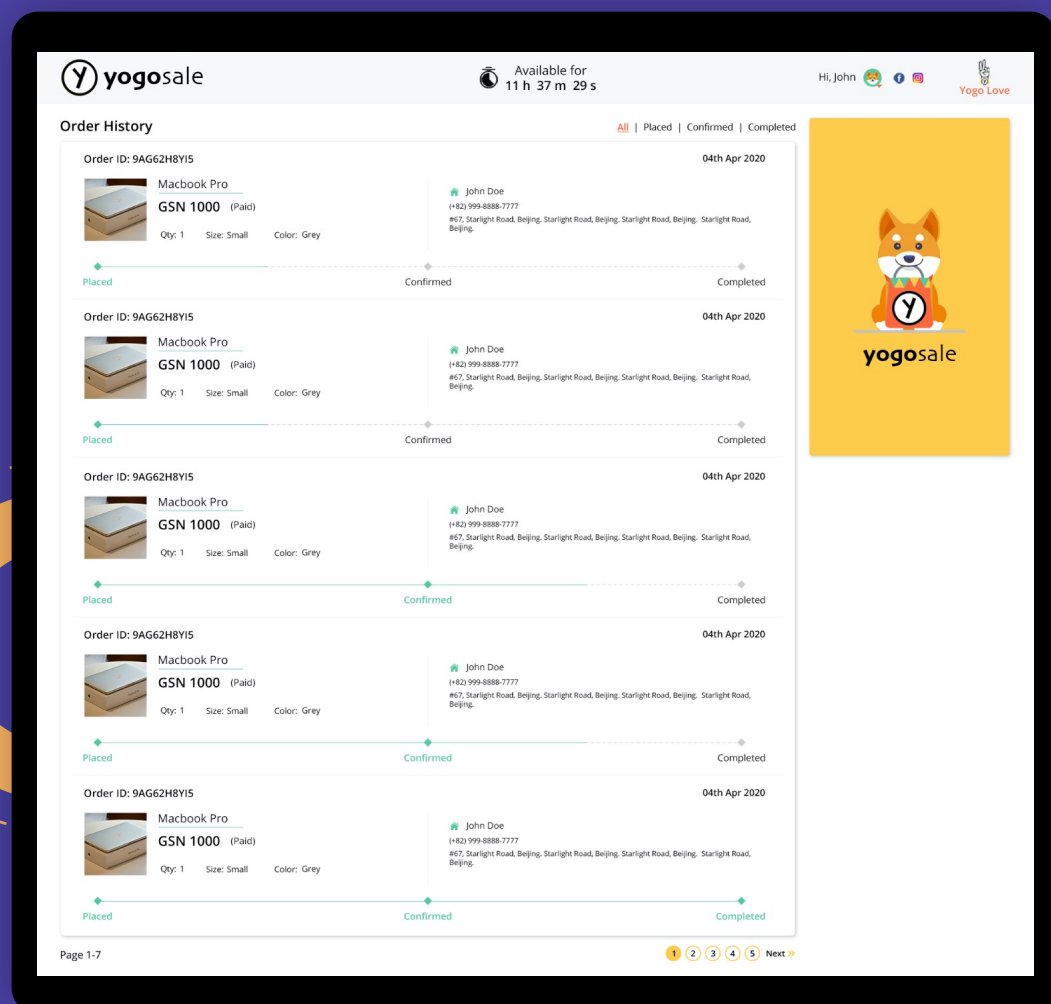 yogosale
Available for
11 h 37 m 29 s
Hi, John
Yogo Love
Order History
All | Placed | Confirmed | Completed
Order ID: 9AG62H8YI5
04th Apr 2020
Macbook Pro
GSN 1000 (Paid)
Qty: 1 Size: Small Color: Grey
John Doe
(+82) 999-8888-7777
#67, Starlight Road, Beijing. Starlight Road, Beijing. Starlight Road, Beijing. Starlight Road,
Beijing.
Placed Confirmed Completed
Order ID: 9AG62H8YI5
04th Apr 2020
Macbook Pro
GSN 1000 (Paid)
Qty: 1 Size: Small Color: Grey
John Doe
(+82) 999-8888-7777
#67, Starlight Road, Beijing. Starlight Road, Beijing. Starlight Road, Beijing. Starlight Road,
Beijing.
Placed Confirmed Completed
Order ID: 9AG62H8YI5
04th Apr 2020
Macbook Pro
GSN 1000 (Paid)
Qty: 1 Size: Small Color: Grey
John Doe
(+82) 999-8888-7777
#67, Starlight Road, Beijing. Starlight Road, Beijing. Starlight Road, Beijing. Starlight Road,
Beijing.
Placed Confirmed Completed
Order ID: 9AG62H8YI5
04th Apr 2020
Macbook Pro
GSN 1000 (Paid)
Qty: 1 Size: Small Color: Grey
John Doe
(+82) 999-8888-7777
#67, Starlight Road, Beijing. Starlight Road, Beijing. Starlight Road, Beijing. Starlight Road,
Beijing.
Placed Confirmed Completed
Order ID: 9AG62H8YI5
04th Apr 2020
Macbook Pro
GSN 1000 (Paid)
Qty: 1 Size: Small Color: Grey
John Doe
(+82) 999-8888-7777
#67, Starlight Road, Beijing. Starlight Road, Beijing. Starlight Road, Beijing. Starlight Road,
Beijing.
Placed Confirmed Completed
Page 1-7
1 2 3 4 5 Next »
Y
yogosale